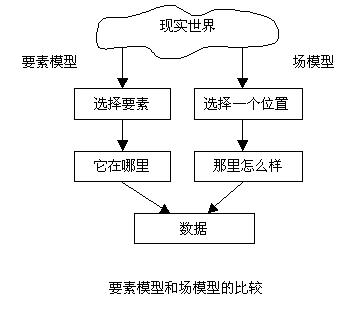 现实世界
要素模型
场模型
选择要素
选择一个位置
它在哪里
那里怎么样
数据
要素模型和场模型的比较